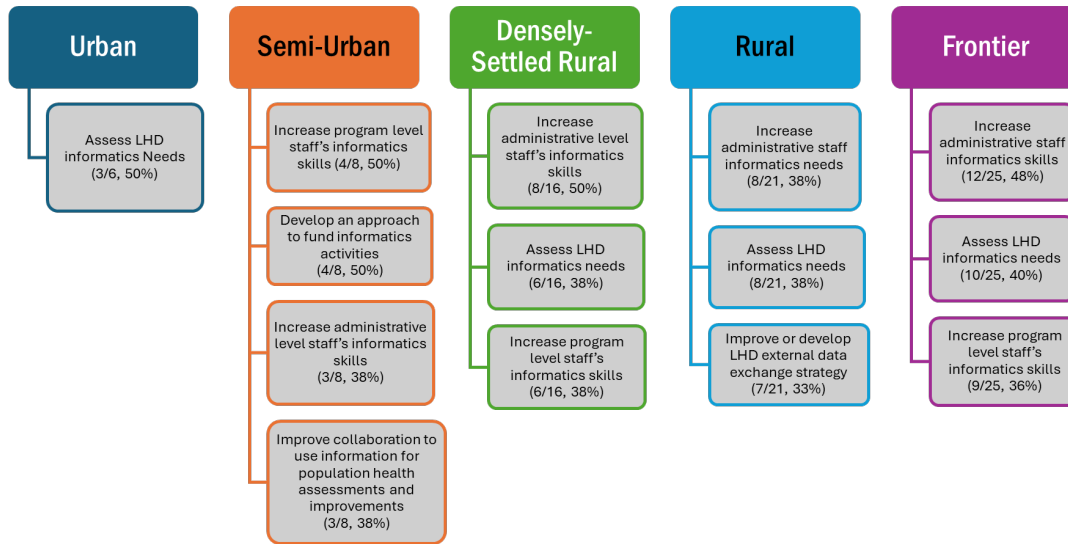 Urban
Assess LHD
informatics Needs
(3/6, 50%)
Semi-Urban
Increase program level
staff's informatics
skills (4/8, 50%)
Develop an approach
to fund informatics
activities
(4/8, 50%)
Increase administrative
level staff's informatics
skills
(3/8, 38%)
Improve collaboration to
use information for
population health
assessments and
improvements
(3/8, 38%)
Densely-
Settled Rural
Increase
administrative level
staff's informatics
skills
(8/16, 50%)
Assess LHD
informatics needs
(6/16, 38%)
Increase program
level staff's
informatics skills
(6/16, 38%)
Rural
Increase
administrative staff
informatics needs
(8/21, 38%)
Assess LHD
informatics needs
(8/21, 38%)
Improve or develop
LHD external data
exchange strategy
(7/21, 33%)
Frontier
Increase
administrative staff
informatics skills
(12/25, 48%)
Assess LHD
informatics needs
(10/25, 40%)
Increase program
level staff's
informatics skills
(9/25, 36%)